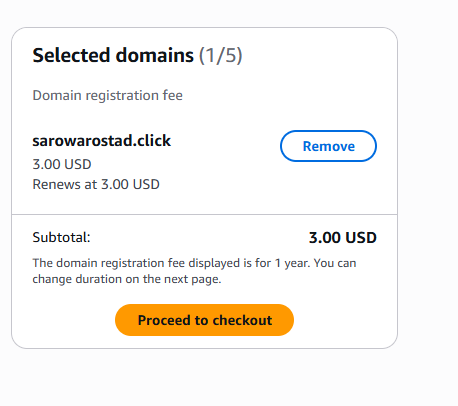 Selected domains (1/5)
Domain registration fee
sarowarostad.click
Remove
3.00 USD
Renews at 3.00 USD
Subtotal:
3.00 USD
The domain registration fee displayed is for 1 year. You can
change duration on the next page.
Proceed to checkout